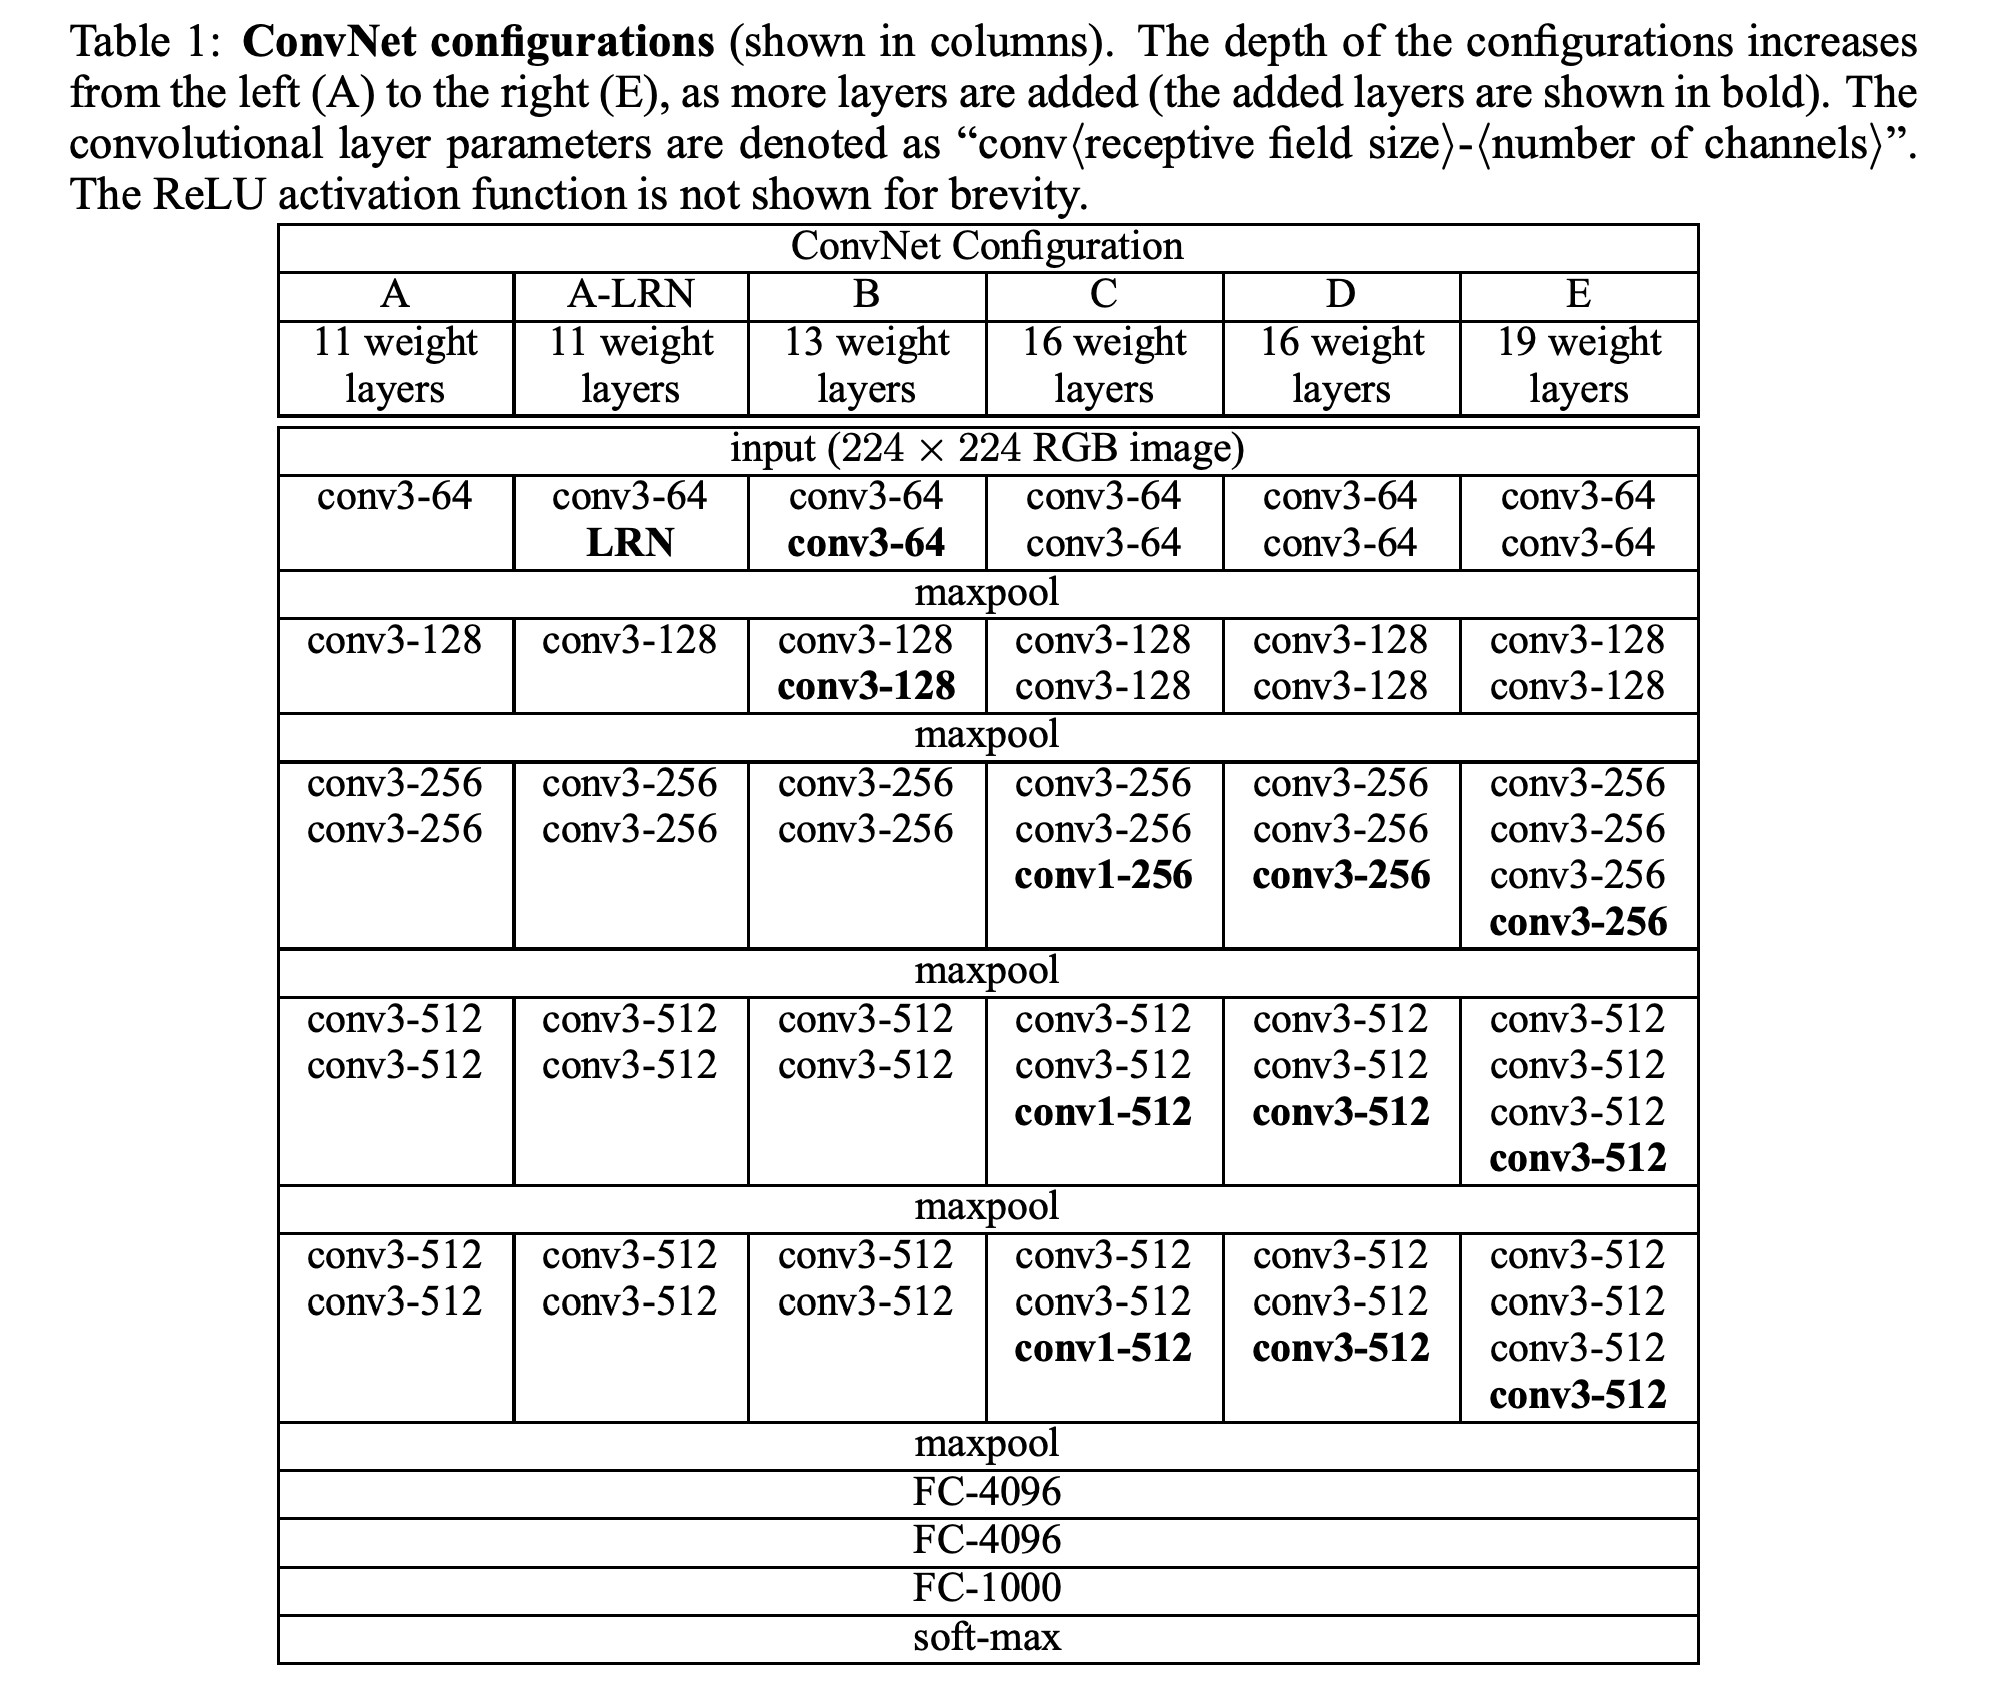 Table 1: ConvNet configurations (shown in columns). The depth of the configurations increases
from the left (A) to the right (E), as more layers are added (the added layers are shown in bold). The
convolutional layer parameters are denoted as “conv⟨receptive field size⟩-⟨number of channels⟩”.
The ReLU activation function is not shown for brevity.
ConvNet Configuration
A A-LRN B C D E
11 weight 11 weight 13 weight 16 weight 16 weight 19 weight
layers layers layers layers layers layers
input (224 × 224 RGB image)
conv3-64 conv3-64 conv3-64 conv3-64 conv3-64 conv3-64
LRN conv3-64 conv3-64 conv3-64 conv3-64
maxpool
conv3-128 conv3-128 conv3-128 conv3-128 conv3-128 conv3-128
conv3-128 conv3-128 conv3-128 conv3-128
maxpool
conv3-256 conv3-256 conv3-256 conv3-256 conv3-256 conv3-256
conv3-256 conv3-256 conv3-256 conv3-256 conv3-256 conv3-256
conv1-256 conv3-256 conv3-256
conv3-256
maxpool
conv3-512 conv3-512 conv3-512 conv3-512 conv3-512 conv3-512
conv3-512 conv3-512 conv3-512 conv3-512 conv3-512 conv3-512
conv1-512 conv3-512 conv3-512
conv3-512
maxpool
conv3-512 conv3-512 conv3-512 conv3-512 conv3-512 conv3-512
conv3-512 conv3-512 conv3-512 conv3-512 conv3-512 conv3-512
conv1-512 conv3-512 conv3-512
conv3-512
maxpool
FC-4096
FC-4096
FC-1000
soft-max